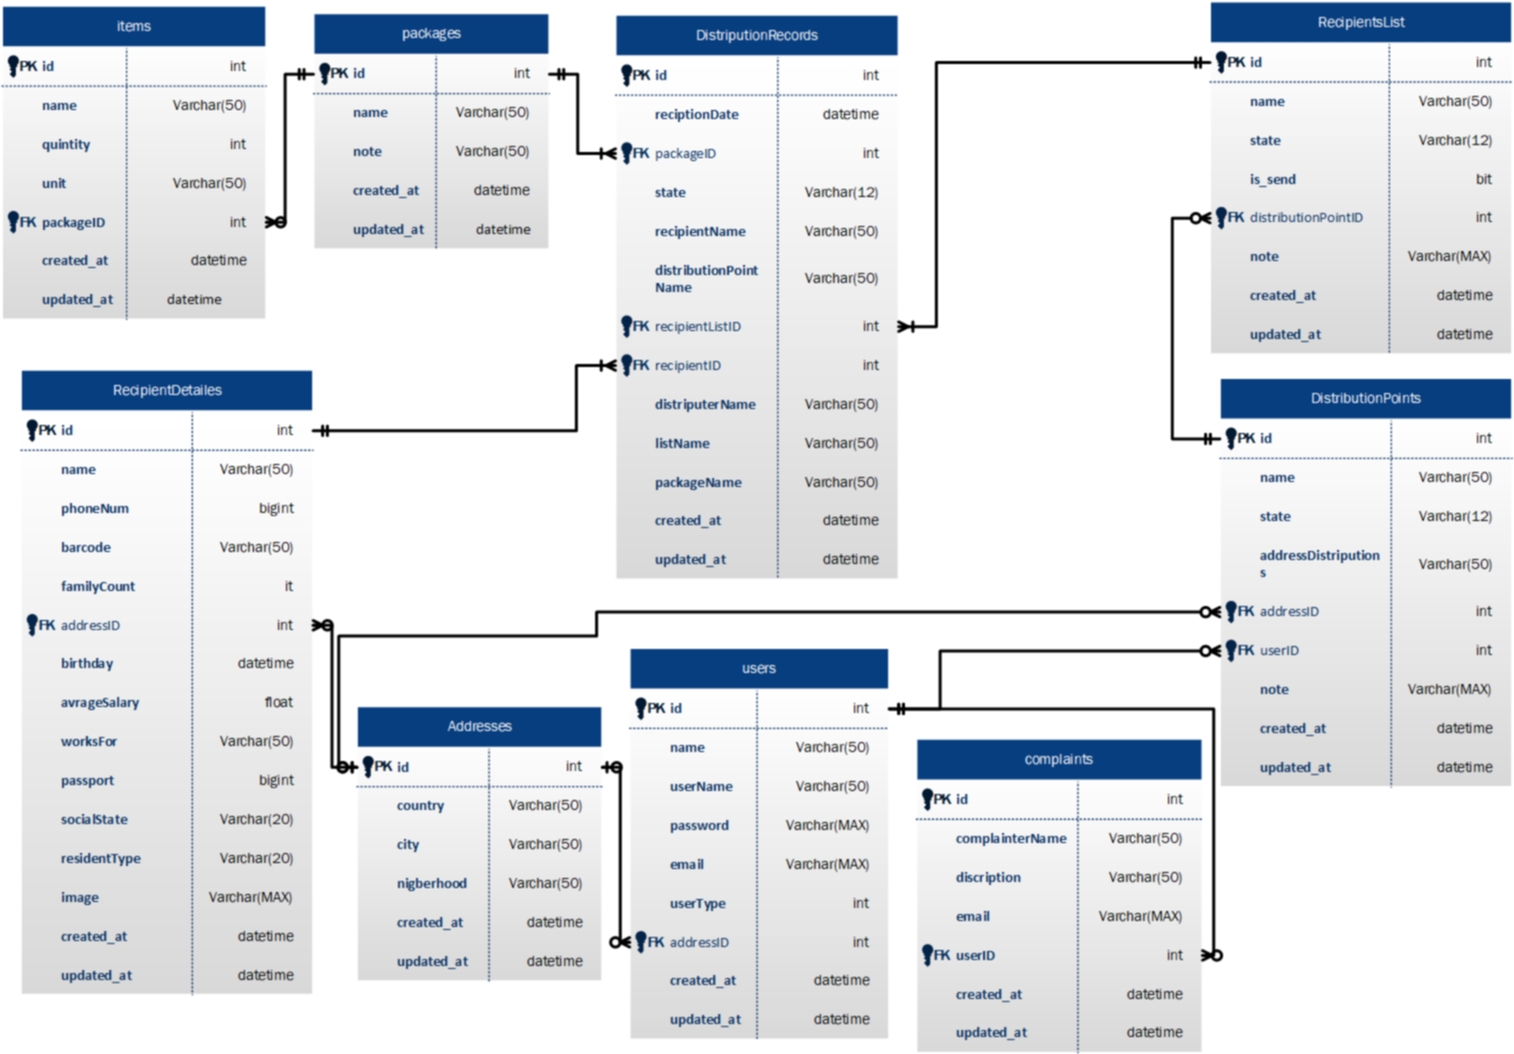 items
PK id int
name Varchar(50)
quintity int
unit Varchar(50)
FK packageID int
created_at datetime
updated_at datetime
packages
PK id int
name Varchar(50)
note Varchar(50)
created_at datetime
updated_at datetime
DistriputionRecords
PK id int
reciptionDate datetime
FK packageID int
state Varchar(12)
recipientName Varchar(50)
distributionPoint
Name Varchar(50)
FK recipientListID int
FK recipientID int
distriputerName Varchar(50)
listName Varchar(50)
packageName Varchar(50)
created_at datetime
updated_at datetime
RecipientsList
PK id int
name Varchar(50)
state Varchar(12)
is_send bit
FK distributionPointID int
note Varchar(MAX)
created_at datetime
updated_at datetime
RecipientDetailes
PK id int
name Varchar(50)
phoneNum bigint
barcode Varchar(50)
familyCount it
FK addressID int
birthday datetime
avrageSalary float
worksFor Varchar(50)
passport bigint
socialState Varchar(20)
residentType Varchar(20)
image Varchar(MAX)
created_at datetime
updated_at datetime
DistributionPoints
PK id int
name Varchar(50)
state Varchar(12)
addressDistripution
s Varchar(50)
FK addressID int
FK userID int
note Varchar(MAX)
created_at datetime
updated_at datetime
Addresses
PK id int
country Varchar(50)
city Varchar(50)
nigberhood Varchar(50)
created_at datetime
updated_at datetime
users
PK id int
name Varchar(50)
userName Varchar(50)
password Varchar(MAX)
email Varchar(MAX)
userType int
FK addressID int
created_at datetime
updated_at datetime
complaints
PK id int
complainterName Varchar(50)
discription Varchar(50)
email Varchar(MAX)
FK userID int
created_at datetime
updated_at datetime